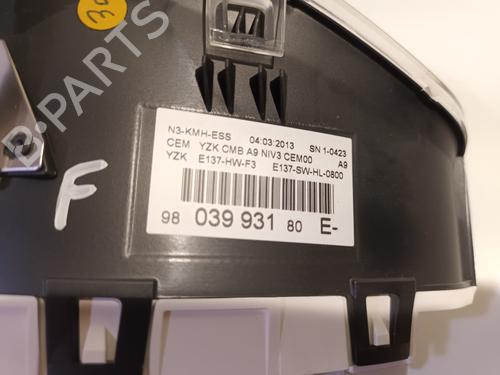 B-PARTS
N3-KMH-ESS 04:03:2013 SN 1-0423
CEM YZK CMB A9 NIV3 CEM00 A9
YZK E137-HW-F3 E137-SW-HL-0800
98 039 931 80 E-
F